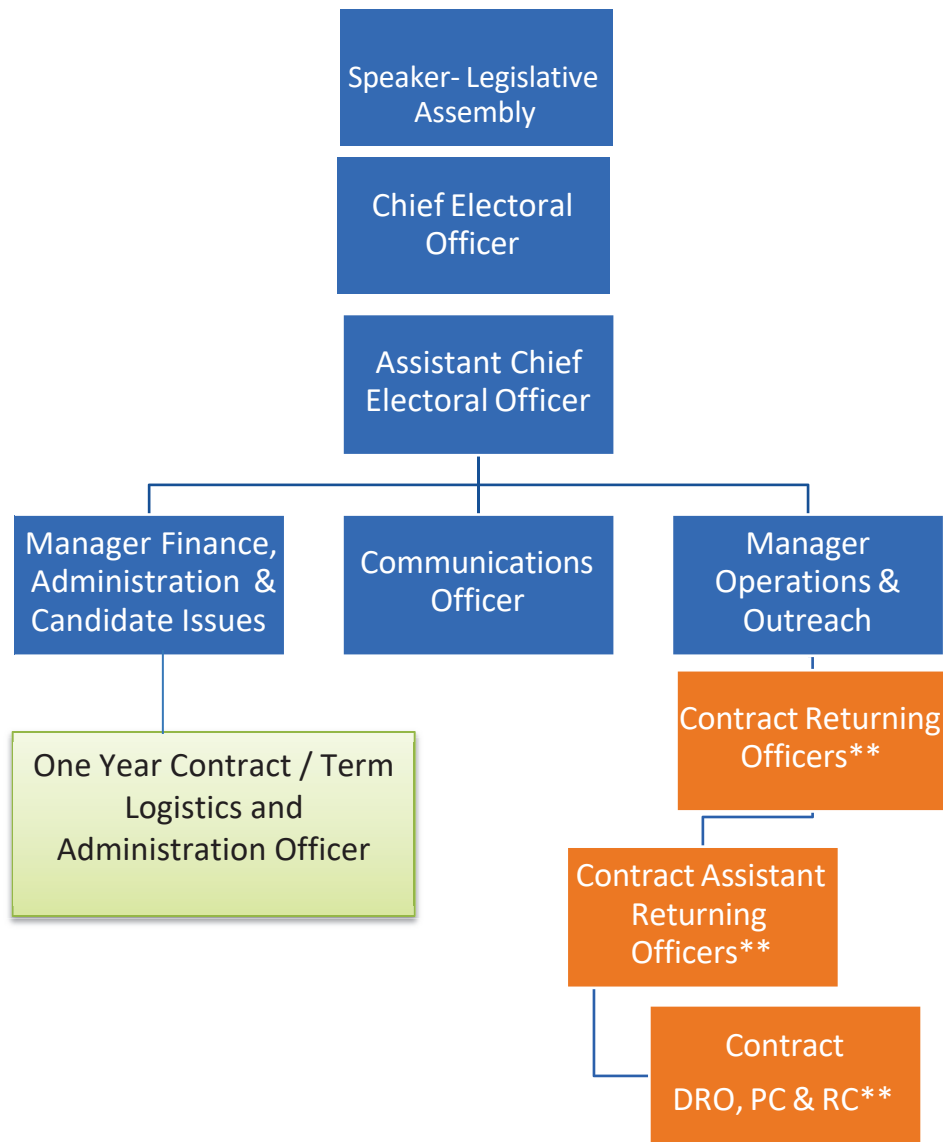 Speaker- Legislative
Assembly
Chief Electoral
Officer
Assistant Chief
Electoral Officer
Manager Finance,
Administration &
Candidate Issues
Communications
Officer
Manager
Operations &
Outreach
Contract Returning
Officers**
One Year Contract / Term
Logistics and
Administration Officer
Contract Assistant
Returning
Officers**
Contract
DRO, PC & RC**